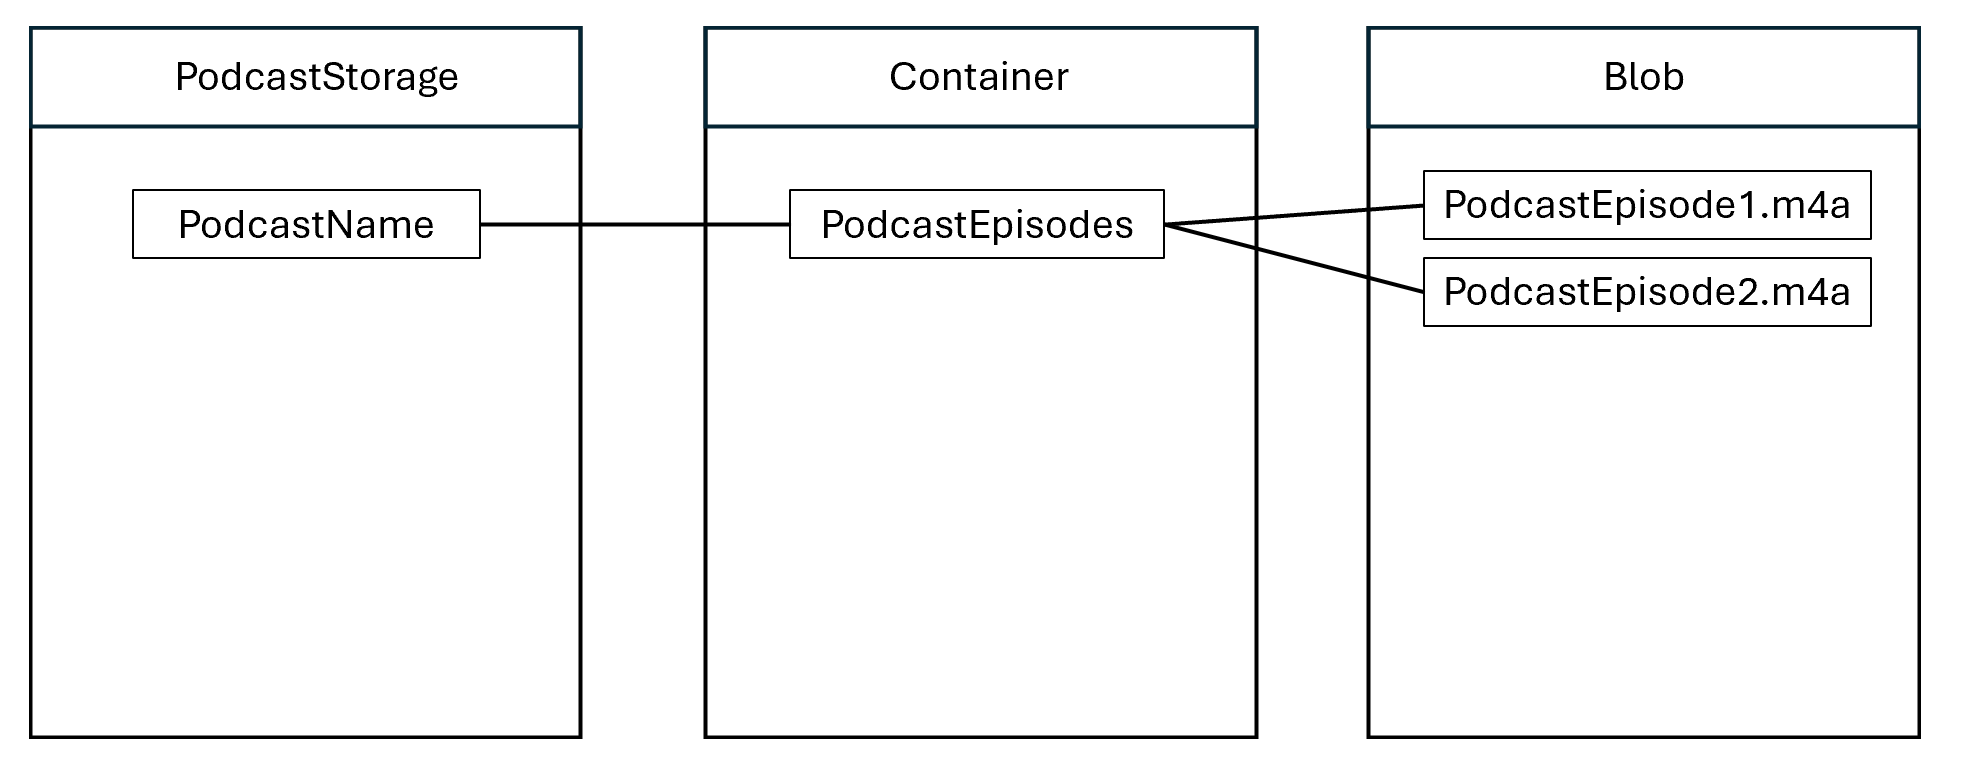 PodcastStorage
PodcastName
Container
PodcastEpisodes
Blob
PodcastEpisode1.m4a
PodcastEpisode2.m4a